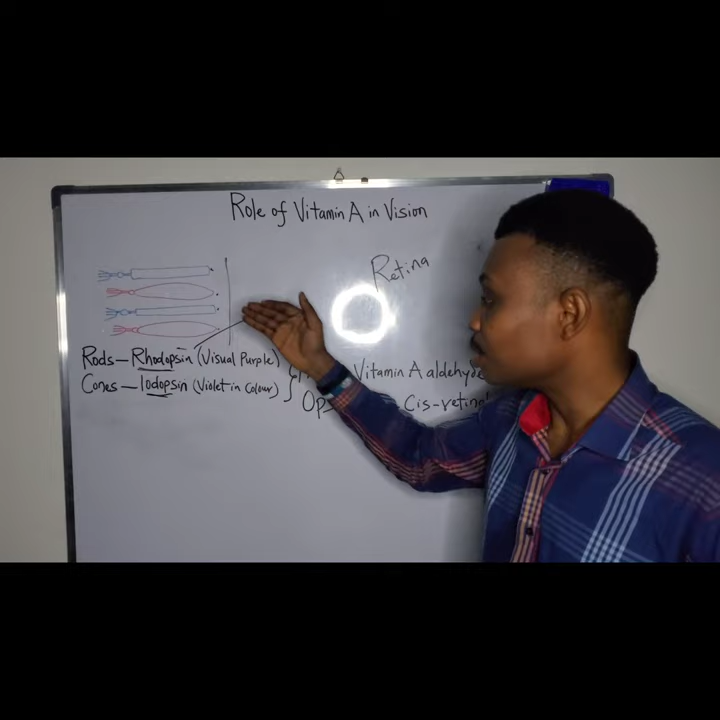 Role of Vitamin A in Vision
Retina
Rods — Rhodopsin (Visual Purple)
Vitamin A aldehyde
Cones — Iodopsin (Violet in Colour)
Cis-retinal